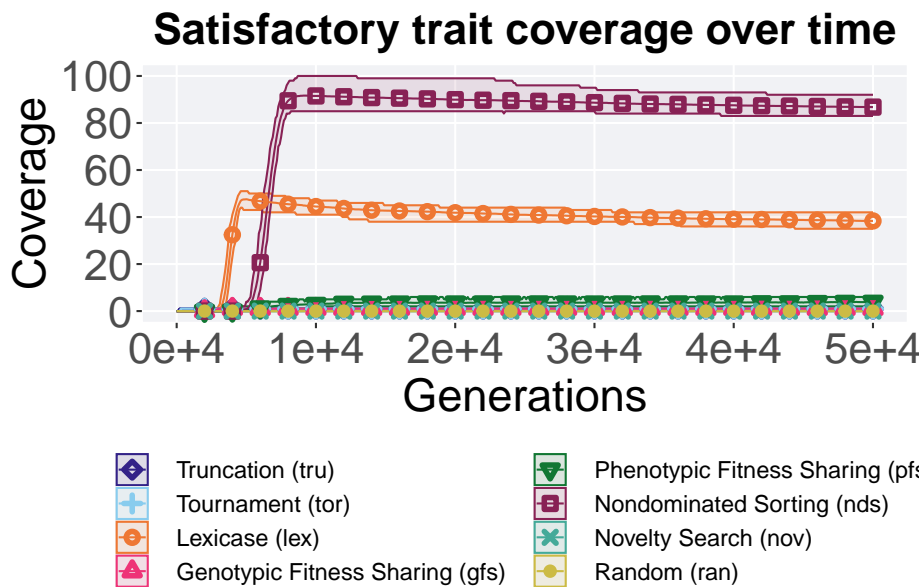 Satisfactory trait coverage over time
Coverage
100
80
60
40
20
0
0e+4 1e+4 2e+4 3e+4 4e+4 5e+4
Generations
Truncation (tru)
Tournament (tor)
Lexicase (lex)
Genotypic Fitness Sharing (gfs)
Phenotypic Fitness Sharing (pfs
Nondominated Sorting (nds)
Novelty Search (nov)
Random (ran)